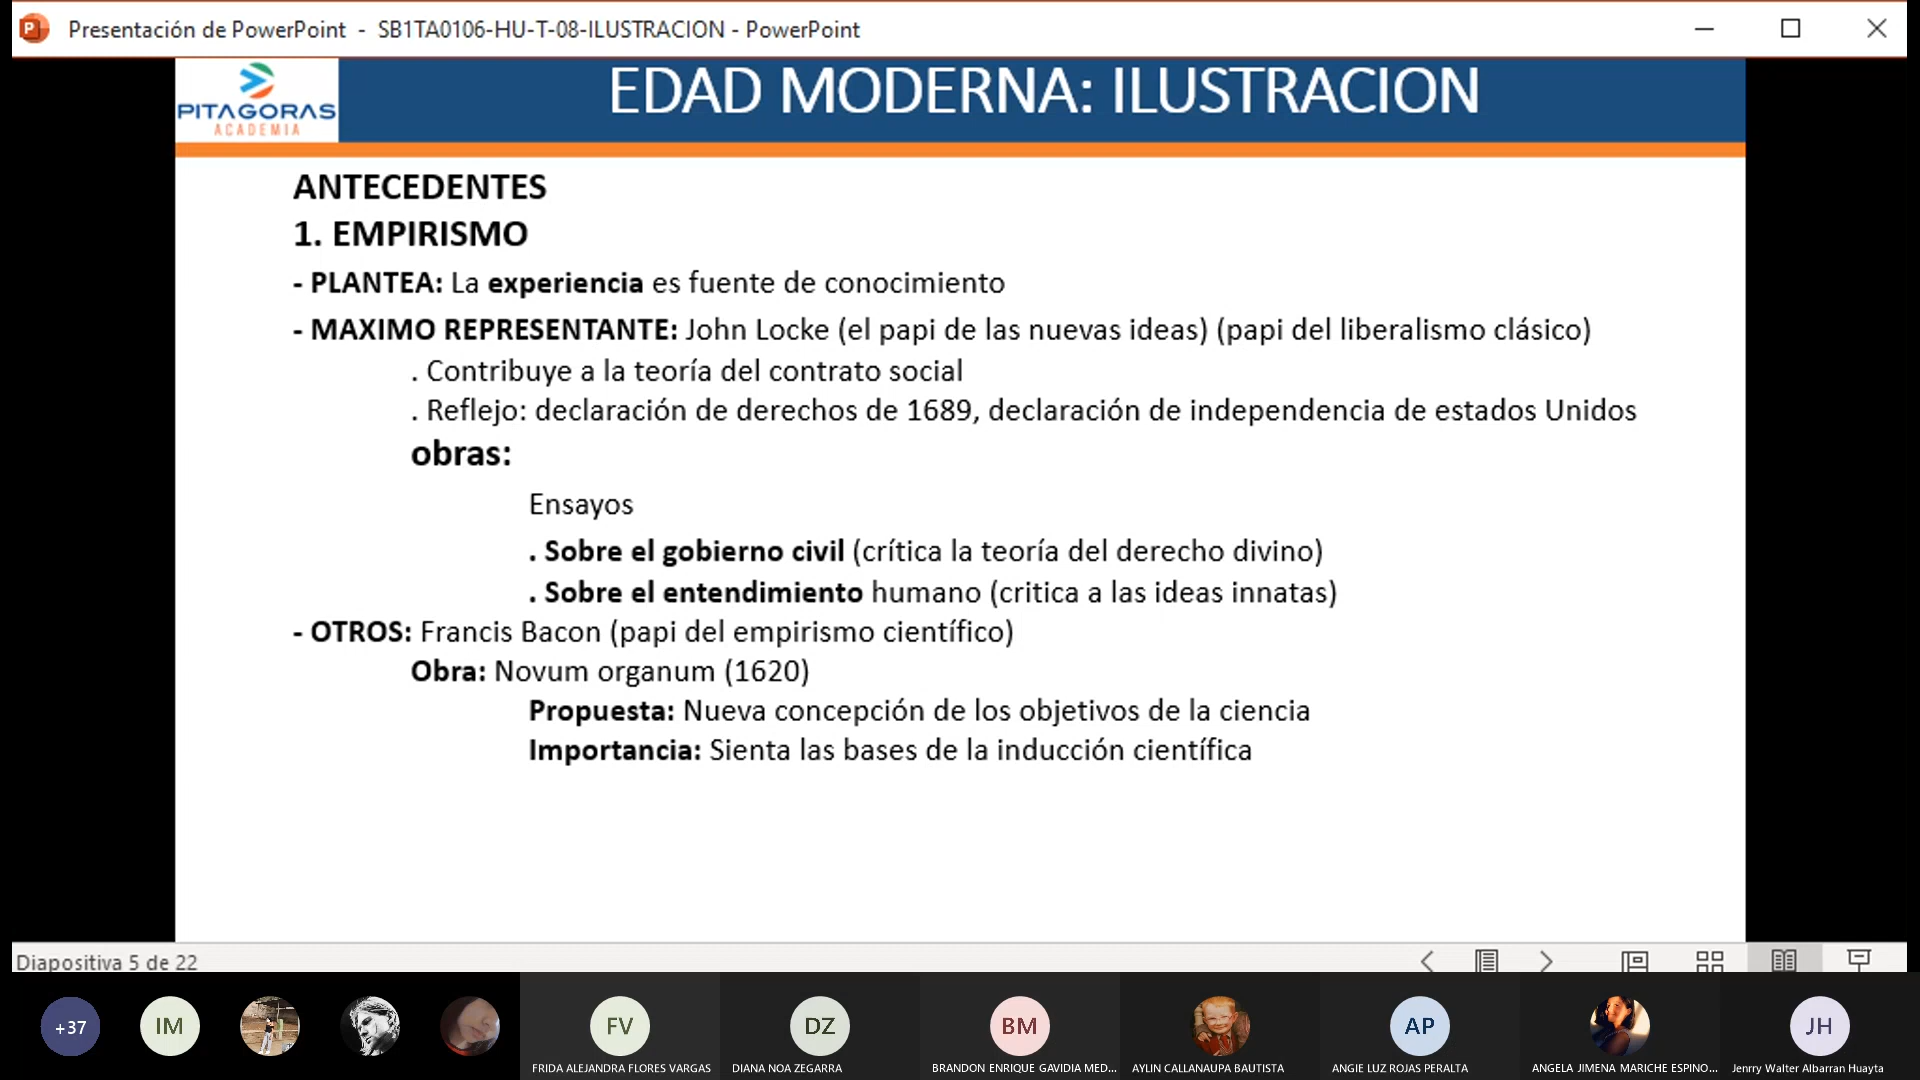 Presentación de PowerPoint - SB1TA0106-HU-T-08-ILUSTRACION - PowerPoint
PITAGORAS
ACADEMIA
EDAD MODERNA: ILUSTRACION
ANTECEDENTES
1. EMPIRISMO
- PLANTEA: La experiencia es fuente de conocimiento
- MAXIMO REPRESENTANTE: John Locke (el papi de las nuevas ideas) (papi del liberalismo clásico)
. Contribuye a la teoría del contrato social
. Reflejo: declaración de derechos de 1689, declaración de independencia de estados Unidos
obras:
Ensayos
. Sobre el gobierno civil (crítica la teoría del derecho divino)
. Sobre el entendimiento humano (critica a las ideas innatas)
- OTROS: Francis Bacon (papi del empirismo científico)
Obra: Novum organum (1620)
Propuesta: Nueva concepción de los objetivos de la ciencia
Importancia: Sienta las bases de la inducción científica
Diapositiva 5 de 22
+37
IM
FV
DZ
BM
AP
JH
FRIDA ALEJANDRA FLORES VARGAS
DIANA NOA ZEGARRA
BRANDON ENRIQUE GAVIDIA MED...
AYLIN CALLANAUPA BAUTISTA
ANGIE LUZ ROJAS PERALTA
ANGELA JIMENA MARICHE ESPINO...
Jenrry Walter Albarran Huayta